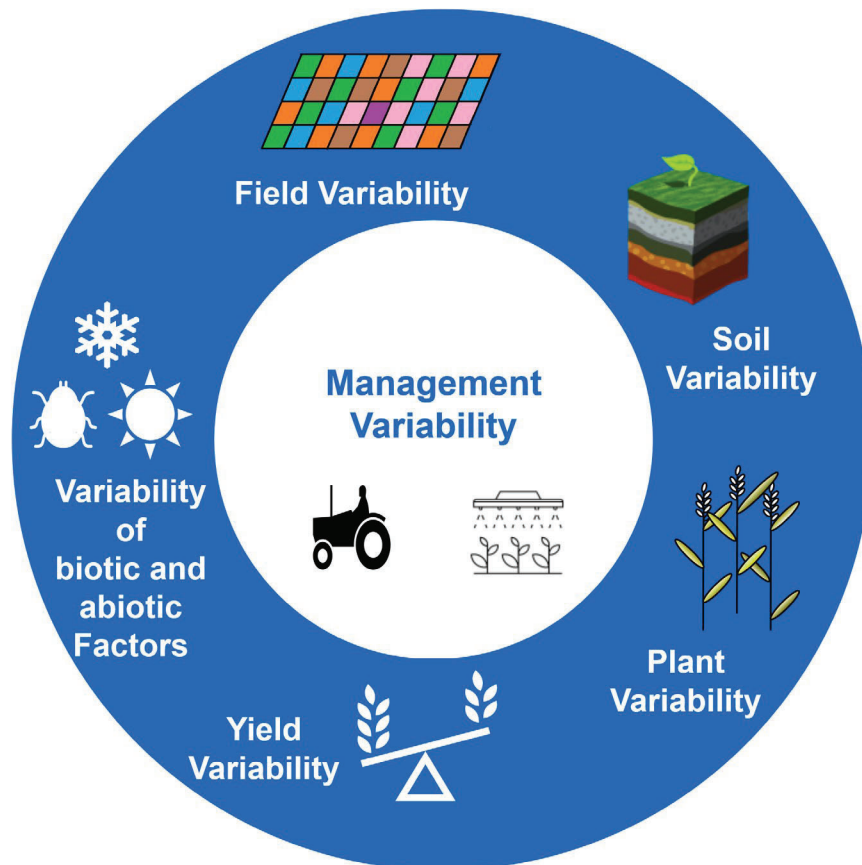 Field Variability
Soil
Variability
Management
Variability
Variability
of
biotic and
abiotic
Factors
Plant
Variability
Yield
Variability